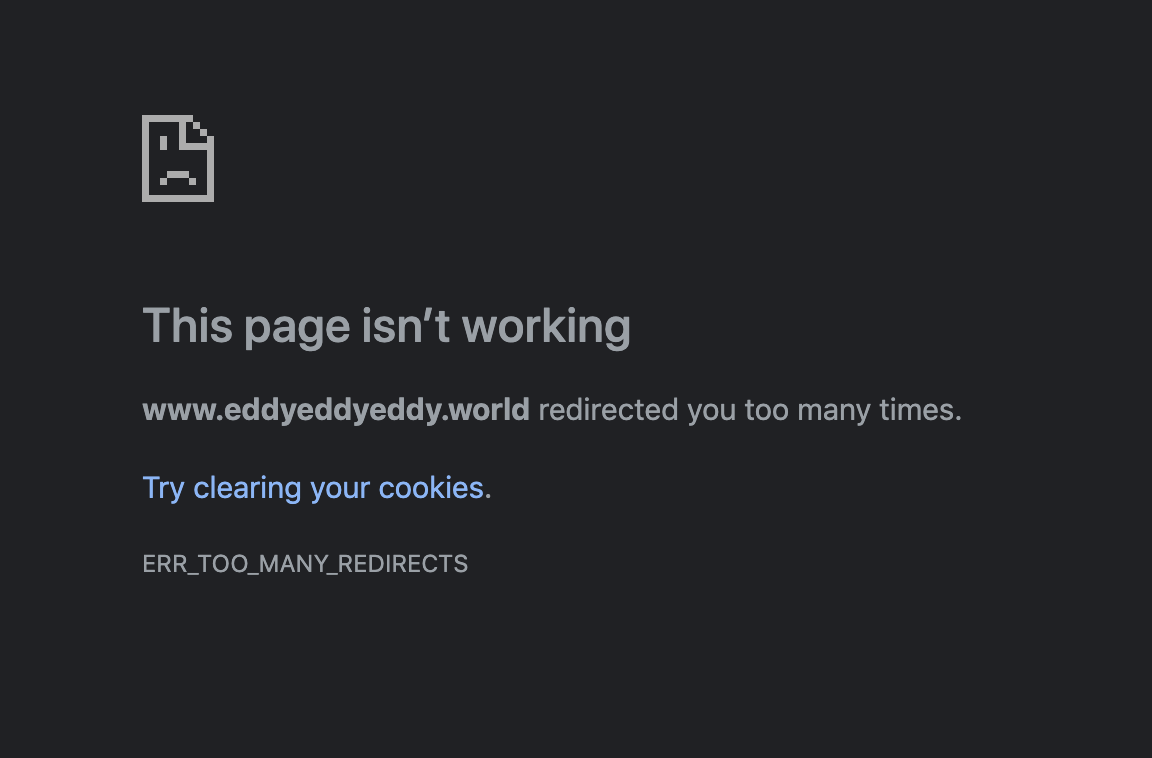 This page isn’t working
www.eddyeddyeddy.world redirected you too many times.
Try clearing your cookies.
ERR_TOO_MANY_REDIRECTS